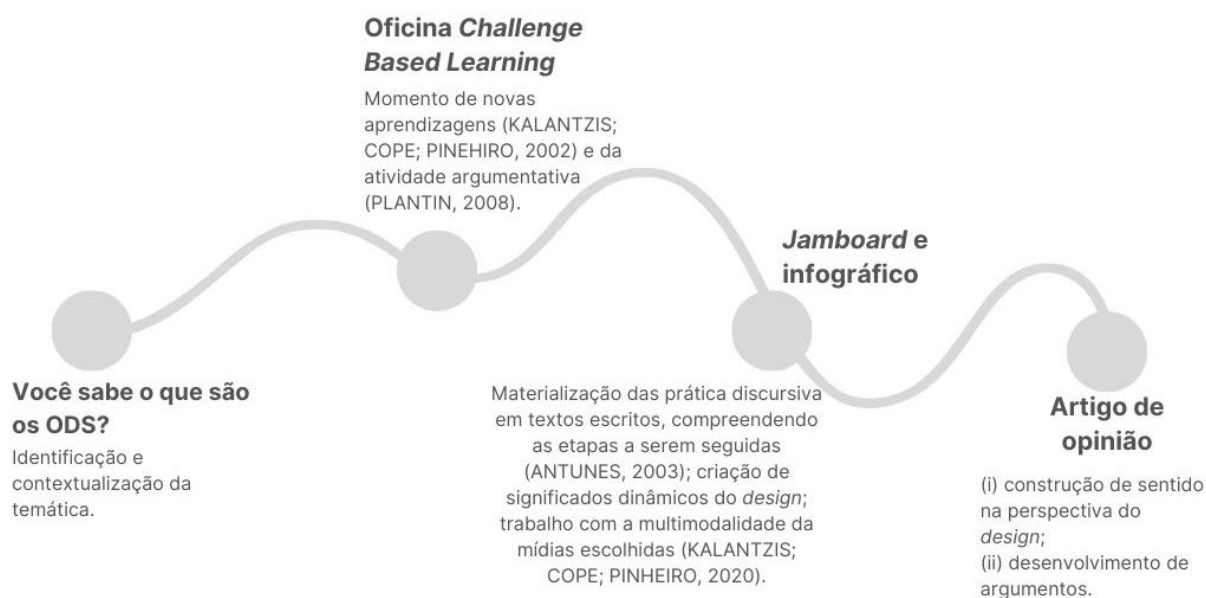 Você sabe o que são
os ODS?
Identificação e
contextualização da
temática.
Oficina Challenge
Based Learning
Momento de novas
aprendizagens (KALANTZIS;
COPE; PINEHIRO, 2002) e da
atividade argumentativa
(PLANTIN, 2008).
Jamboard e
infográfico
Materialização das prática discursiva
em textos escritos, compreendendo
as etapas a serem seguidas
(ANTUNES, 2003); criação de
significados dinâmicos do design;
trabalho com a multimodalidade da
mídias escolhidas (KALANTZIS;
COPE; PINHEIRO, 2020).
Artigo de
opinião
(i) construção de sentido
na perspectiva do
design;
(ii) desenvolvimento de
argumentos.